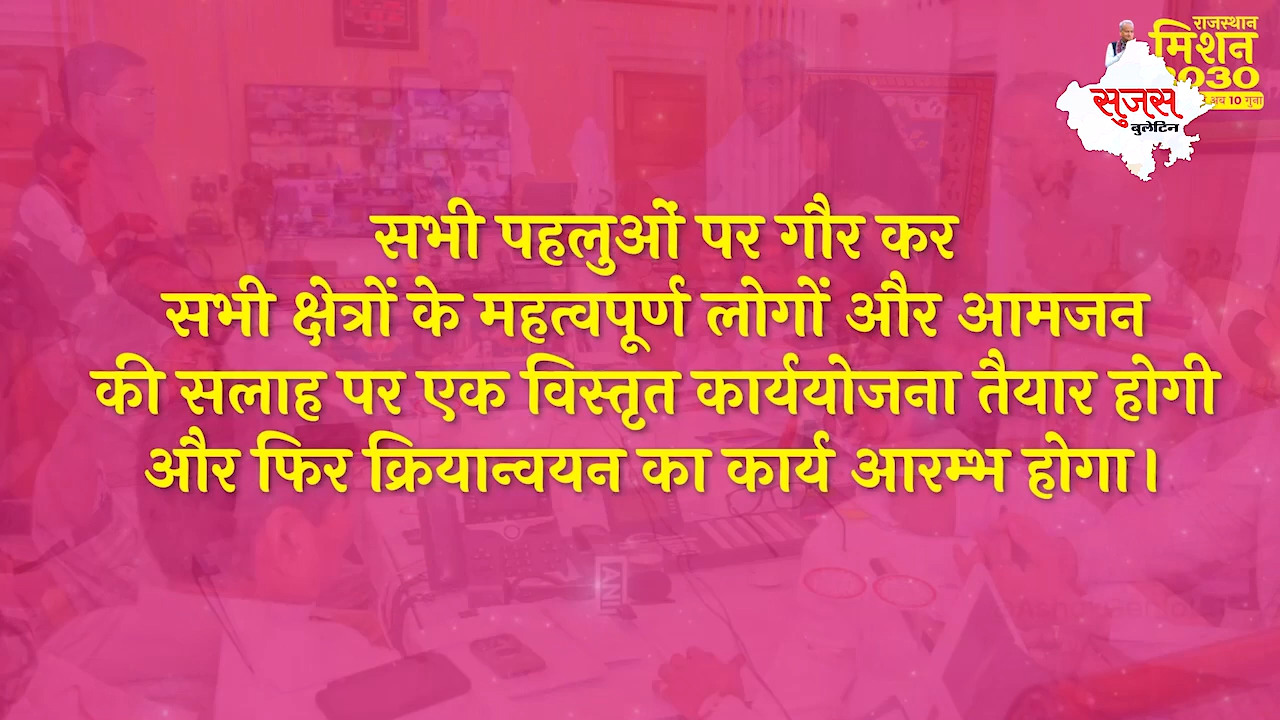 राजस्थान
मिशन
2030
अब 10 गुना
सुजस
बुलेटिन
सभी पहलुओं पर गौर कर
सभी क्षेत्रों के महत्वपूर्ण लोगों और आमजन
की सलाह पर एक विस्तृत कार्ययोजना तैयार होगी
और फिर क्रियान्वयन का कार्य आरम्भ होगा।
ANI